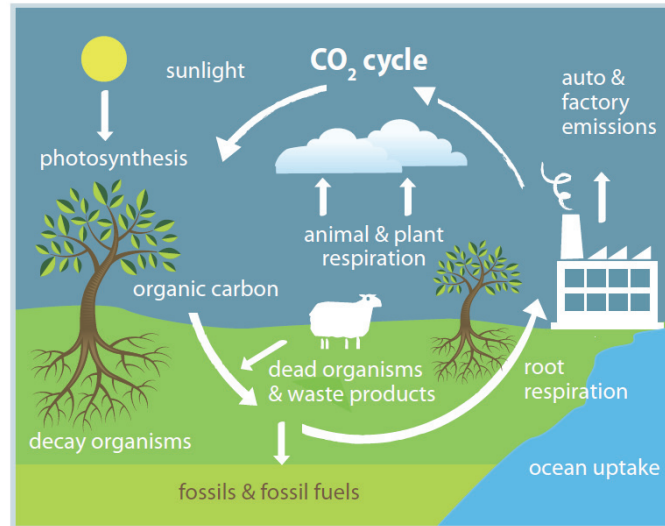 CO₂ cycle
sunlight
auto &
factory
emissions
photosynthesis
animal & plant
respiration
organic carbon
dead organisms
& waste products
root
respiration
decay organisms
ocean uptake
fossils & fossil fuels